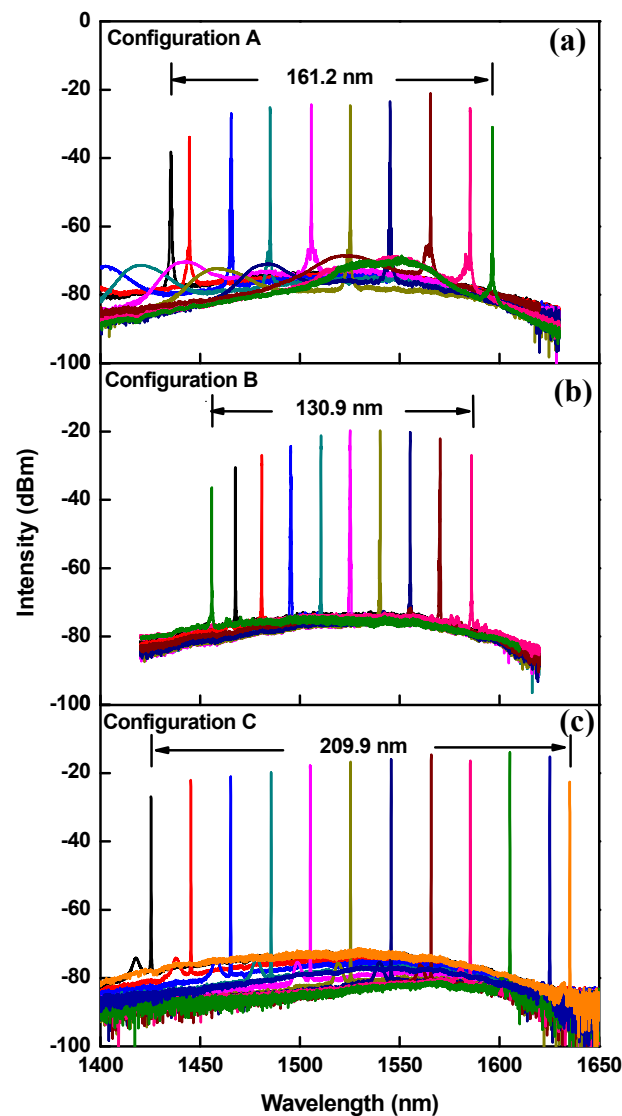 Configuration A
(a)
161.2 nm
0
-20
-40
-60
-80
-100
Configuration B
(b)
130.9 nm
-20
-40
-60
-80
-100
Configuration C
(c)
209.9 nm
-20
-40
-60
-80
-100
1400 1450 1500 1550 1600 1650
Wavelength (nm)
Intensity (dBm)